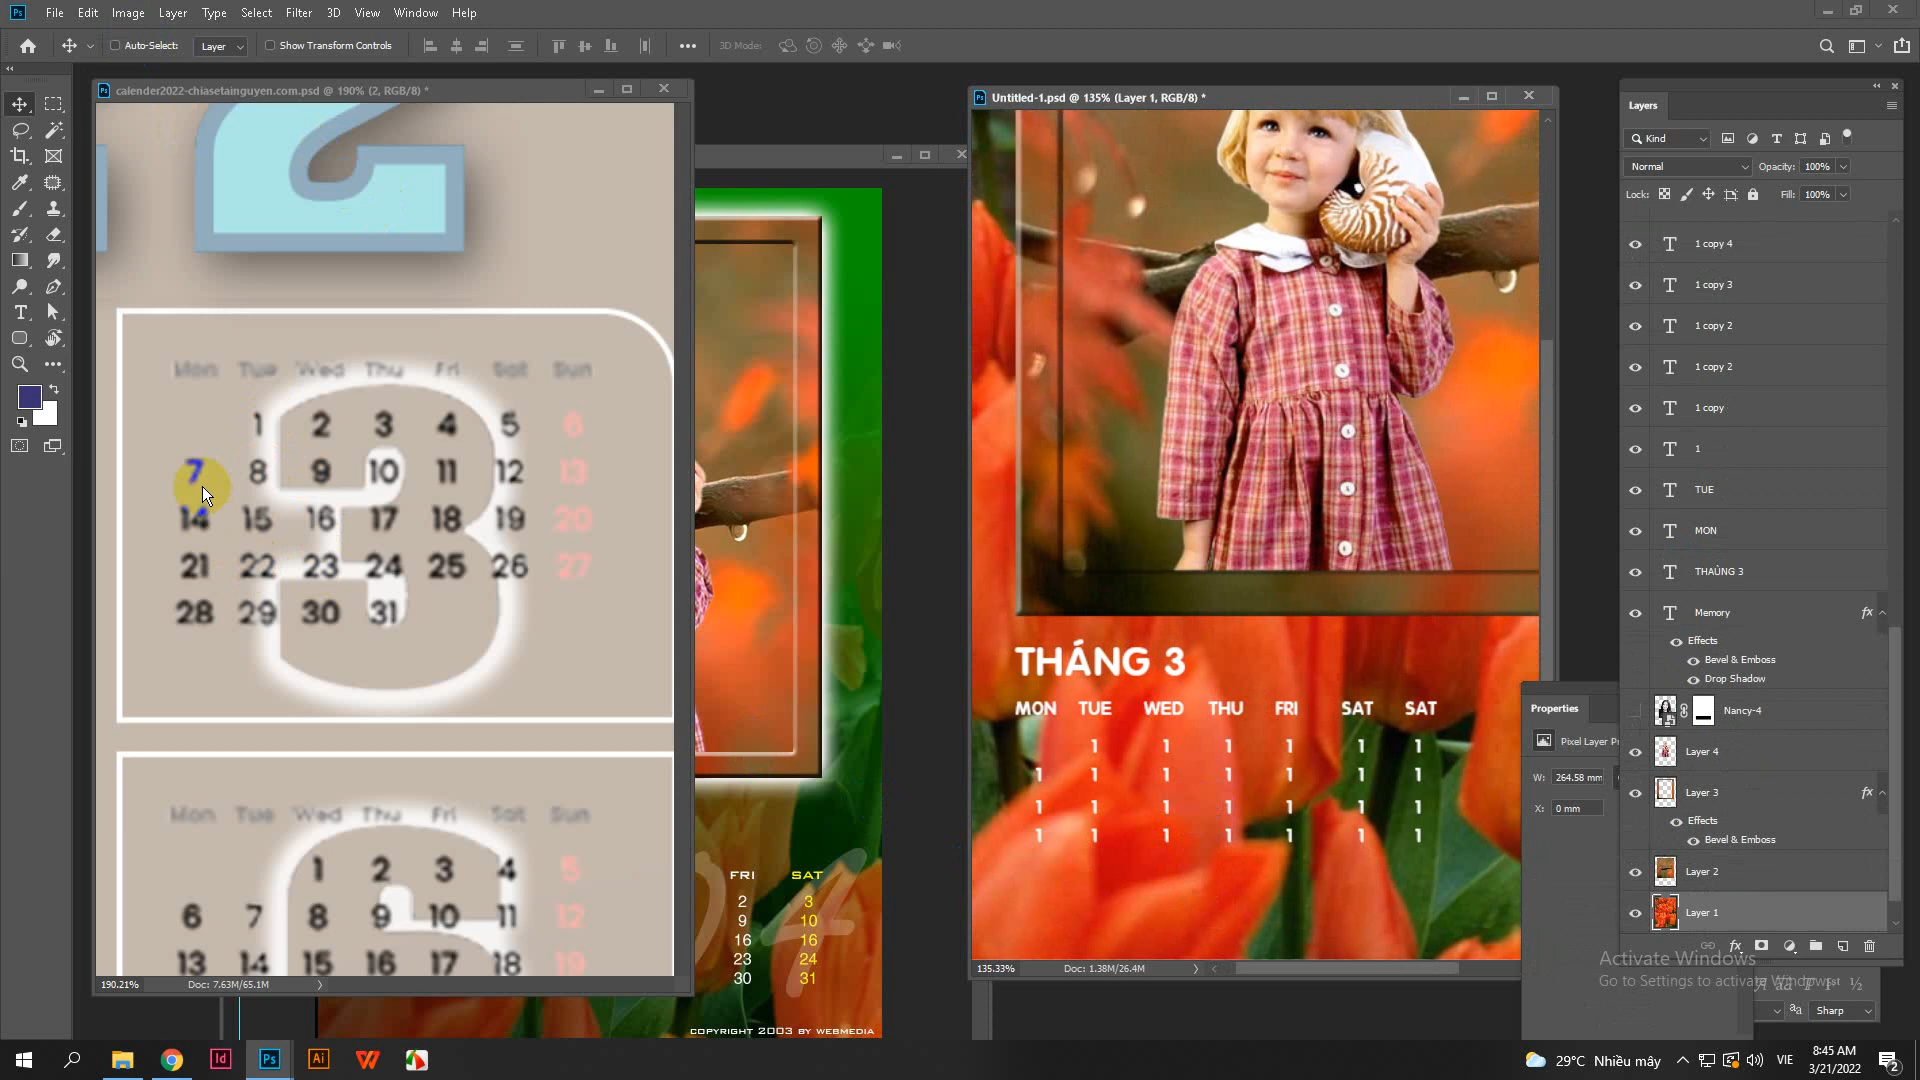 Ps File Edit Image Layer Type Select Filter 3D View Window Help
Auto-Select: Layer Show Transform Controls 3D Mode:
calender2022-chiasetainguyen.com.psd @ 190% (2, RGB/8) *
Mon Tue Wed Thu Fri Sat Sun
1 2 3 4 5 6
7 8 9 10 11 12 13
14 15 16 17 18 19 20
21 22 23 24 25 26 27
28 29 30 31
Mon Tue Wed Thu Fri Sat Sun
1 2 3 4 5
6 7 8 9 10 11 12
13 14 15 16 17 18 19
190.21% Doc: 7.63M/65.1M
FRI SAT
2 3
9 10
16 16
23 24
30 31
COPYRIGHT 2003 BY WEBMEDIA
Untitled-1.psd @ 135% (Layer 1, RGB/8) *
THÁNG 3
MON TUE WED THU FRI SAT SAT
1 1 1 1 1 1
1 1 1 1 1 1 1
1 1 1 1 1 1 1
1 1 1 1 1 1 1
135.33% Doc: 1.38M/26.4M
Properties
Pixel Layer Pr
W: 264.58 mm
X: 0 mm
Layers
Kind
Normal Opacity: 100%
Lock: Fill: 100%
1 copy 4
1 copy 3
1 copy 2
1 copy 2
1 copy
1
TUE
MON
THAÙNG 3
Memory fx
Effects
Bevel & Emboss
Drop Shadow
Nancy-4
Layer 4
Layer 3 fx
Effects
Bevel & Emboss
Layer 2
Layer 1
fx
Activate Windows
Go to Settings to activate Windows.
aa Sharp
Id Ps Ai
29°C Nhiều mây VIE
8:45 AM
3/21/2022
2